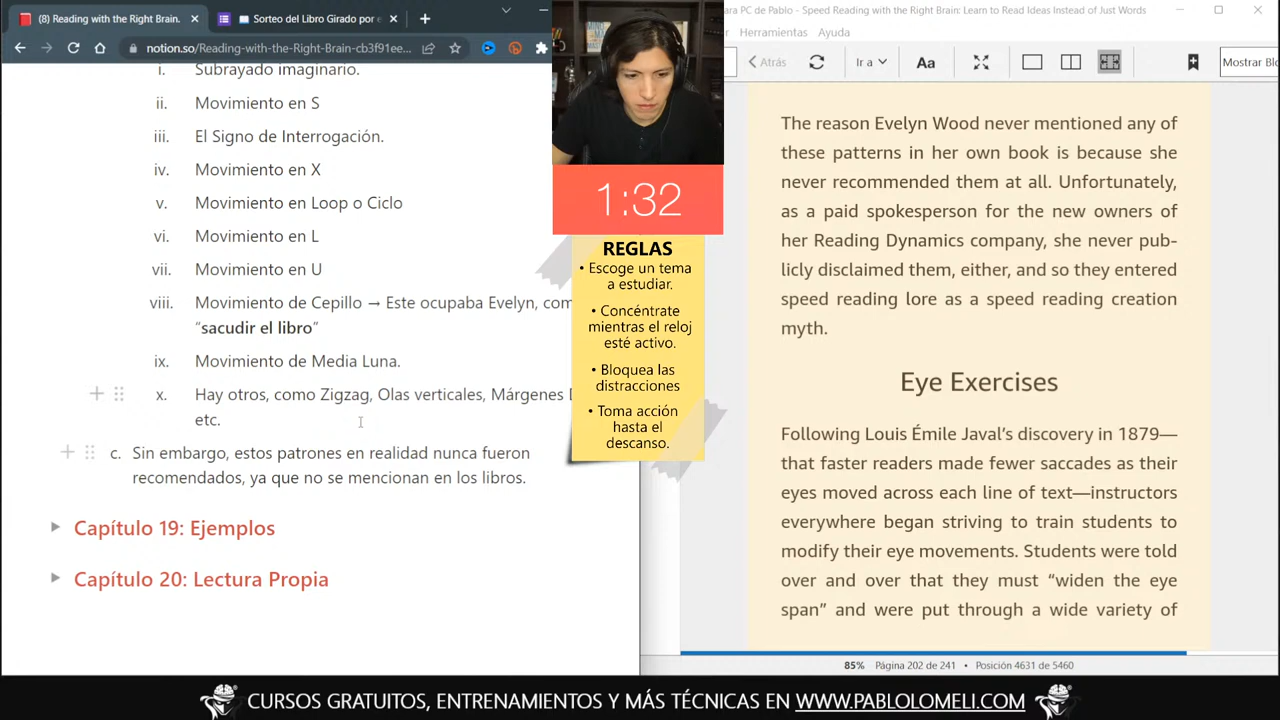 (8) Reading with the Right Brain.
Sorteo del Libro Girado por e
notion.so/Reading-with-the-Right-Brain-cb3f91ee...
i. Subrayado imaginario.
ii. Movimiento en S
iii. El Signo de Interrogación.
iv. Movimiento en X
v. Movimiento en Loop o Ciclo
vi. Movimiento en L
vii. Movimiento en U
viii. Movimiento de Cepillo → Este ocupaba Evelyn, com
"sacudir el libro"
ix. Movimiento de Media Luna.
x. Hay otros, como Zigzag, Olas verticales, Márgenes
etc.
c. Sin embargo, estos patrones en realidad nunca fueron
recomendados, ya que no se mencionan en los libros.
Capítulo 19: Ejemplos
Capítulo 20: Lectura Propia
1:32
REGLAS
• Escoge un tema
a estudiar.
• Concéntrate
mientras el reloj
esté activo.
• Bloquea las
distracciones
• Toma acción
hasta el
descanso.
ara PC de Pablo - Speed Reading with the Right Brain: Learn to Read Ideas Instead of Just Words
Herramientas Ayuda
Atrás
Ir a
Aa
Mostrar Blo
The reason Evelyn Wood never mentioned any of
these patterns in her own book is because she
never recommended them at all. Unfortunately,
as a paid spokesperson for the new owners of
her Reading Dynamics company, she never pub-
licly disclaimed them, either, and so they entered
speed reading lore as a speed reading creation
myth.
Eye Exercises
Following Louis Émile Javal's discovery in 1879—
that faster readers made fewer saccades as their
eyes moved across each line of text—instructors
everywhere began striving to train students to
modify their eye movements. Students were told
over and over that they must "widen the eye
span" and were put through a wide variety of
85% Página 202 de 241 • Posición 4631 de 5460
CURSOS GRATUITOS, ENTRENAMIENTOS Y MÁS TÉCNICAS EN WWW.PABLOLOMELI.COM